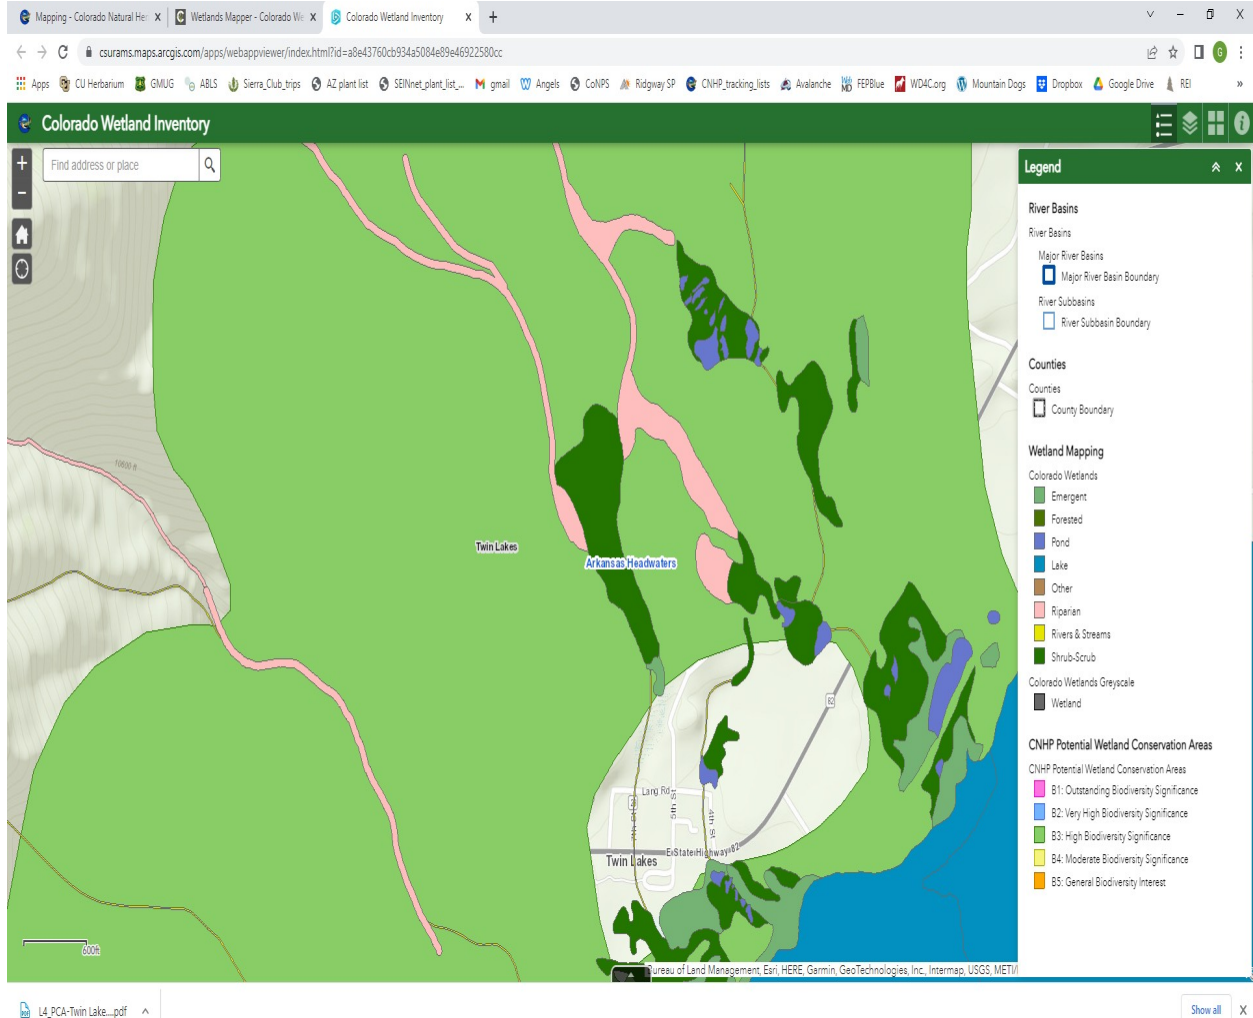 Mapping - Colorado Natural Her
Wetlands Mapper - Colorado We
Colorado Wetland Inventory
csurams.maps.arcgis.com/apps/webappviewer/index.html?id=a8e43760cb934a5084e89e46922580cc
G
Apps
CU Herbarium
GMUG
ABLS
Sierra_Club_trips
AZ plant list
SEINnet_plant_list_...
gmail
Angels
CoNPS
Ridgway SP
CNHP_tracking_lists
Avalanche
FEPBlue
WD4C.org
Mountain Dogs
Dropbox
Google Drive
REI
Colorado Wetland Inventory
Find address or place
Legend
River Basins
River Basins
Major River Basins
Major River Basin Boundary
River Subbasins
River Subbasin Boundary
Counties
Counties
County Boundary
Wetland Mapping
Colorado Wetlands
Emergent
Forested
Pond
Lake
Other
Riparian
Rivers & Streams
Shrub-Scrub
Colorado Wetlands Greyscale
Wetland
CNHP Potential Wetland Conservation Areas
CNHP Potential Wetland Conservation Areas
B1: Outstanding Biodiversity Significance
B2: Very High Biodiversity Significance
B3: High Biodiversity Significance
B4: Moderate Biodiversity Significance
B5: General Biodiversity Interest
10600 ft
Twin Lakes
Arkansas Headwaters
82
Lang Rd
5th St
4th St
E State Highway 82
Twin Lakes
600ft
Bureau of Land Management, Esri, HERE, Garmin, GeoTechnologies, Inc., Intermap, USGS, METI/
L4_PCA-Twin Lake....pdf
Show all